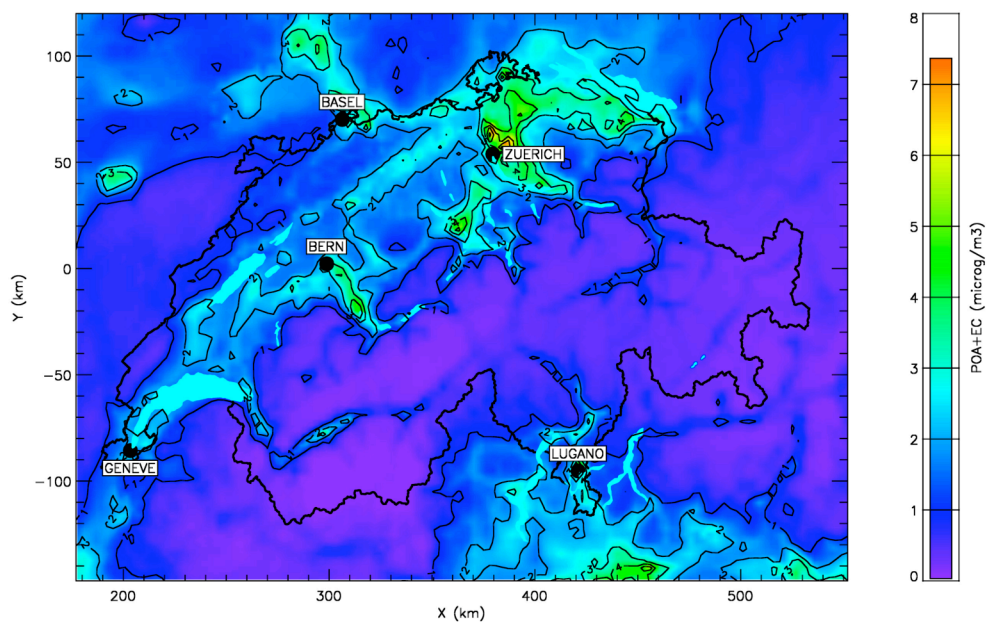 100
50
0
−50
−100
Y (km)
BASEL
ZUERICH
BERN
GENEVE
LUGANO
200
300
400
500
X (km)
8
7
6
5
4
3
2
1
0
POA+EC (microg/m3)